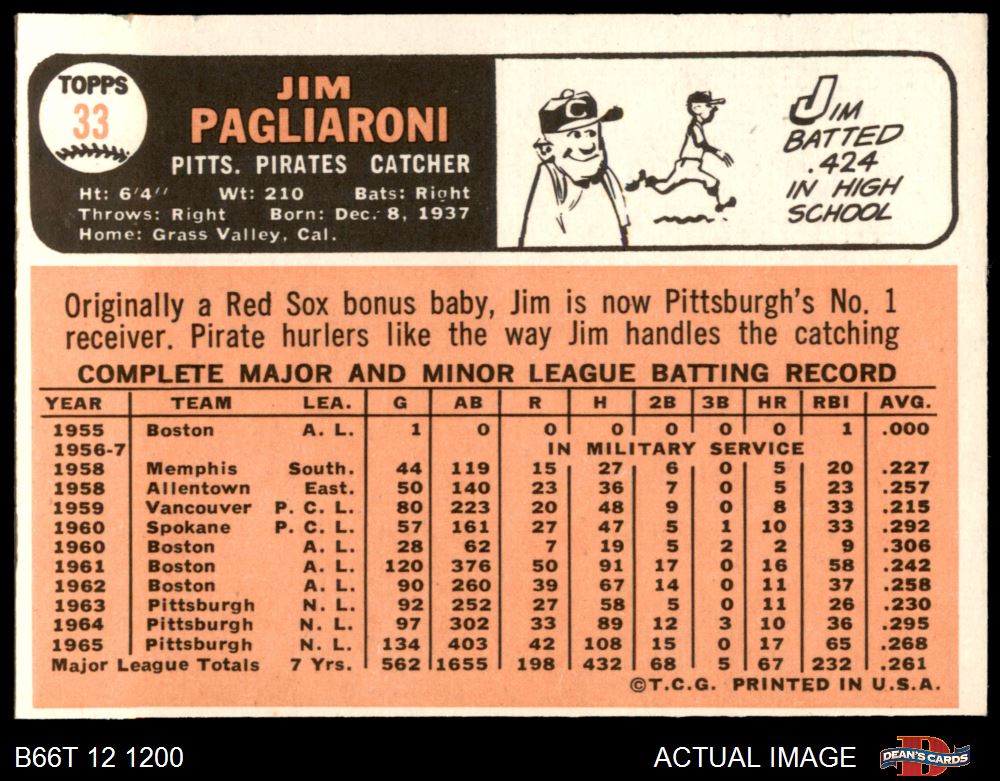 TOPPS
33
JIM
PAGLIARONI
PITTS. PIRATES CATCHER
Ht: 6'4" Wt: 210 Bats: Right
Throws: Right Born: Dec. 8, 1937
Home: Grass Valley, Cal.
C
JIM
BATTED
.424
IN HIGH
SCHOOL
Originally a Red Sox bonus baby, Jim is now Pittsburgh's No. 1
receiver. Pirate hurlers like the way Jim handles the catching
COMPLETE MAJOR AND MINOR LEAGUE BATTING RECORD
YEAR TEAM LEA. G AB R H 2B 3B HR RBI AVG.
1955 Boston A. L. 1 0 0 0 0 0 0 1 .000
1956-7 IN MILITARY SERVICE
1958 Memphis South. 44 119 15 27 6 0 5 20 .227
1958 Allentown East. 50 140 23 36 7 0 5 23 .257
1959 Vancouver P. C. L. 80 223 20 48 9 0 8 33 .215
1960 Spokane P. C. L. 57 161 27 47 5 1 10 33 .292
1960 Boston A. L. 28 62 7 19 5 2 2 9 .306
1961 Boston A. L. 120 376 50 91 17 0 16 58 .242
1962 Boston A. L. 90 260 39 67 14 0 11 37 .258
1963 Pittsburgh N. L. 92 252 27 58 5 0 11 26 .230
1964 Pittsburgh N. L. 97 302 33 89 12 3 10 36 .295
1965 Pittsburgh N. L. 134 403 42 108 15 0 17 65 .268
Major League Totals 7 Yrs. 562 1655 198 432 68 5 67 232 .261
©T.C.G. PRINTED IN U.S.A.
B66T 12 1200
ACTUAL IMAGE
DEAN'S CARDS